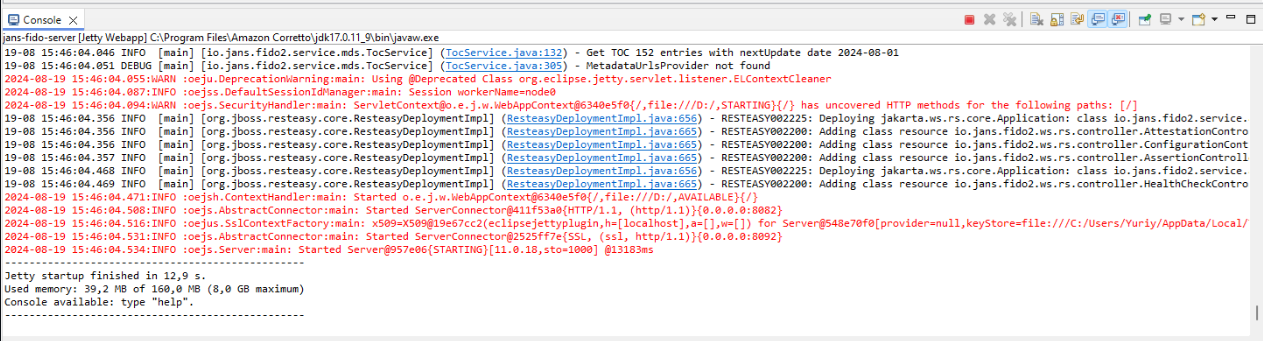 Console
jans-fido-server [Jetty Webapp] C:\Program Files\Amazon Corretto\jdk17.0.11_9\bin\javaw.exe
19-08 15:46:04.046 INFO  [main] [io.jans.fido2.service.mds.TocService] (TocService.java:132) - Get TOC 152 entries with nextUpdate date 2024-08-01
19-08 15:46:04.051 DEBUG [main] [io.jans.fido2.service.mds.TocService] (TocService.java:305) - MetadataUrlsProvider not found
2024-08-19 15:46:04.055:WARN :oeju.DeprecationWarning:main: Using @Deprecated Class org.eclipse.jetty.servlet.listener.ELContextCleaner
2024-08-19 15:46:04.087:INFO :oejss.DefaultSessionIdManager:main: Session workerName=node0
2024-08-19 15:46:04.094:WARN :oejs.SecurityHandler:main: ServletContext@o.e.j.w.WebAppContext@6340e5f0{/,file:///D:/,STARTING}{/} has uncovered HTTP methods for the following paths: [/]
19-08 15:46:04.356 INFO  [main] [org.jboss.resteasy.core.ResteasyDeploymentImpl] (ResteasyDeploymentImpl.java:656) - RESTEASY002225: Deploying jakarta.ws.rs.core.Application: class io.jans.fido2.service.
19-08 15:46:04.356 INFO  [main] [org.jboss.resteasy.core.ResteasyDeploymentImpl] (ResteasyDeploymentImpl.java:665) - RESTEASY002200: Adding class resource io.jans.fido2.ws.rs.controller.AttestationContro
19-08 15:46:04.356 INFO  [main] [org.jboss.resteasy.core.ResteasyDeploymentImpl] (ResteasyDeploymentImpl.java:665) - RESTEASY002200: Adding class resource io.jans.fido2.ws.rs.controller.ConfigurationCont
19-08 15:46:04.357 INFO  [main] [org.jboss.resteasy.core.ResteasyDeploymentImpl] (ResteasyDeploymentImpl.java:665) - RESTEASY002200: Adding class resource io.jans.fido2.ws.rs.controller.AssertionControll
19-08 15:46:04.468 INFO  [main] [org.jboss.resteasy.core.ResteasyDeploymentImpl] (ResteasyDeploymentImpl.java:656) - RESTEASY002225: Deploying jakarta.ws.rs.core.Application: class io.jans.fido2.service.
19-08 15:46:04.469 INFO  [main] [org.jboss.resteasy.core.ResteasyDeploymentImpl] (ResteasyDeploymentImpl.java:665) - RESTEASY002200: Adding class resource io.jans.fido2.ws.rs.controller.HealthCheckContro
2024-08-19 15:46:04.471:INFO :oejsh.ContextHandler:main: Started o.e.j.w.WebAppContext@6340e5f0{/,file:///D:/,AVAILABLE}{/}
2024-08-19 15:46:04.508:INFO :oejs.AbstractConnector:main: Started ServerConnector@411f53a0{HTTP/1.1, (http/1.1)}{0.0.0.0:8082}
2024-08-19 15:46:04.516:INFO :oejus.SslContextFactory:main: x509=X509@19e67cc2(eclipsejettyplugin,h=[localhost],a=[],w=[]) for Server@548e70f0[provider=null,keyStore=file:///C:/Users/Yuriy/AppData/Local/
2024-08-19 15:46:04.531:INFO :oejs.AbstractConnector:main: Started ServerConnector@2525ff7e{SSL, (ssl, http/1.1)}{0.0.0.0:8092}
2024-08-19 15:46:04.534:INFO :oejs.Server:main: Started Server@957e06{STARTING}[11.0.18,sto=1000] @13183ms
------------------------------------------------
Jetty startup finished in 12,9 s.
Used memory: 39,2 MB of 160,0 MB (8,0 GB maximum)
Console available: type "help".
------------------------------------------------